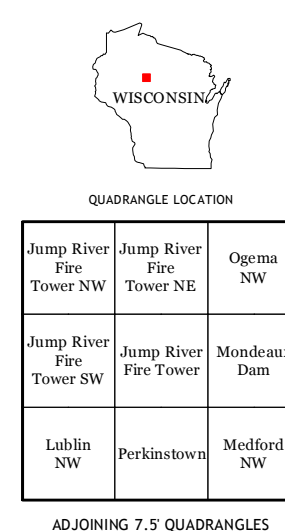 WISCONSIN
QUADRANGLE LOCATION
Jump River
Fire
Tower NW
Jump River
Fire
Tower NE
Ogema
NW
Jump River
Fire
Tower SW
Jump River
Fire Tower
Mondeaux
Dam
Lublin
NW
Perkinstown
Medford
NW
ADJOINING 7.5' QUADRANGLES